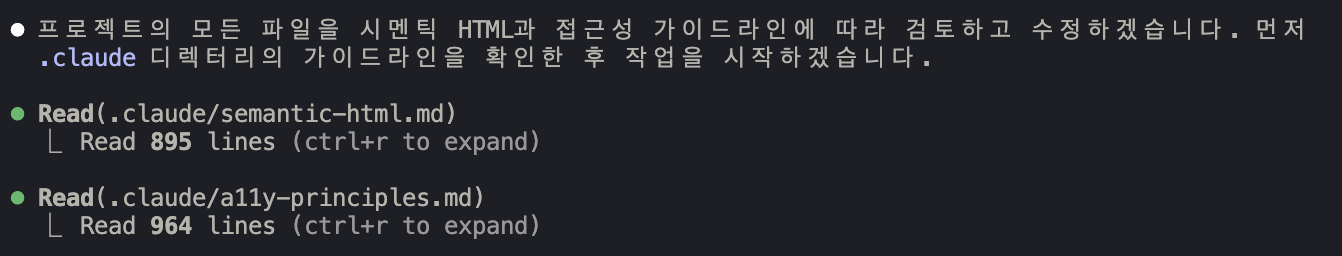 ● 프로젝트의 모든 파일을 시멘틱 HTML과 접근성 가이드라인에 따라 검토하고 수정하겠습니다. 먼저
.claude 디렉터리의 가이드라인을 확인한 후 작업을 시작하겠습니다.
● Read(.claude/semantic-html.md)
⎿ Read 895 lines (ctrl+r to expand)
● Read(.claude/a11y-principles.md)
⎿ Read 964 lines (ctrl+r to expand)